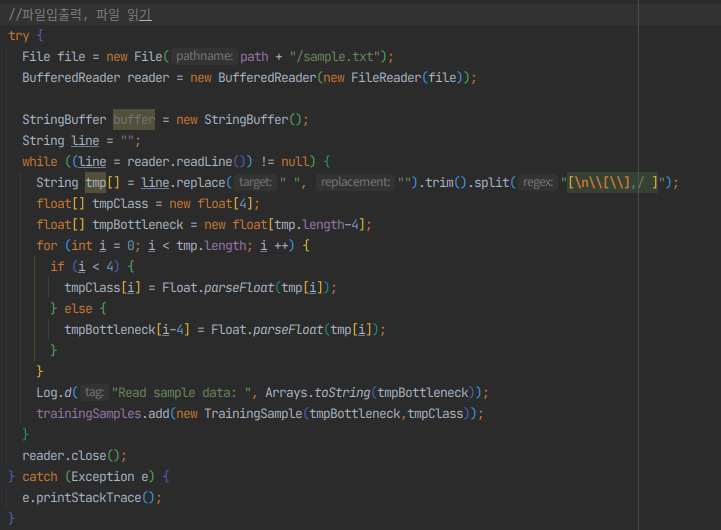 //파일입출력, 파일 읽기
try {
File file = new File( pathname: path + "/sample.txt");
BufferedReader reader = new BufferedReader(new FileReader(file));
StringBuffer buffer = new StringBuffer();
String line = "";
while ((line = reader.readLine()) != null) {
String tmp[] = line.replace( target: " ", replacement: "").trim().split( regex: "[\n\\[\\],/ ]");
float[] tmpClass = new float[4];
float[] tmpBottleneck = new float[tmp.length-4];
for (int i = 0; i < tmp.length; i ++) {
if (i < 4) {
tmpClass[i] = Float.parseFloat(tmp[i]);
} else {
tmpBottleneck[i-4] = Float.parseFloat(tmp[i]);
}
}
Log.d( tag: "Read sample data: ", Arrays.toString(tmpBottleneck));
trainingSamples.add(new TrainingSample(tmpBottleneck,tmpClass));
}
reader.close();
} catch (Exception e) {
e.printStackTrace();
}